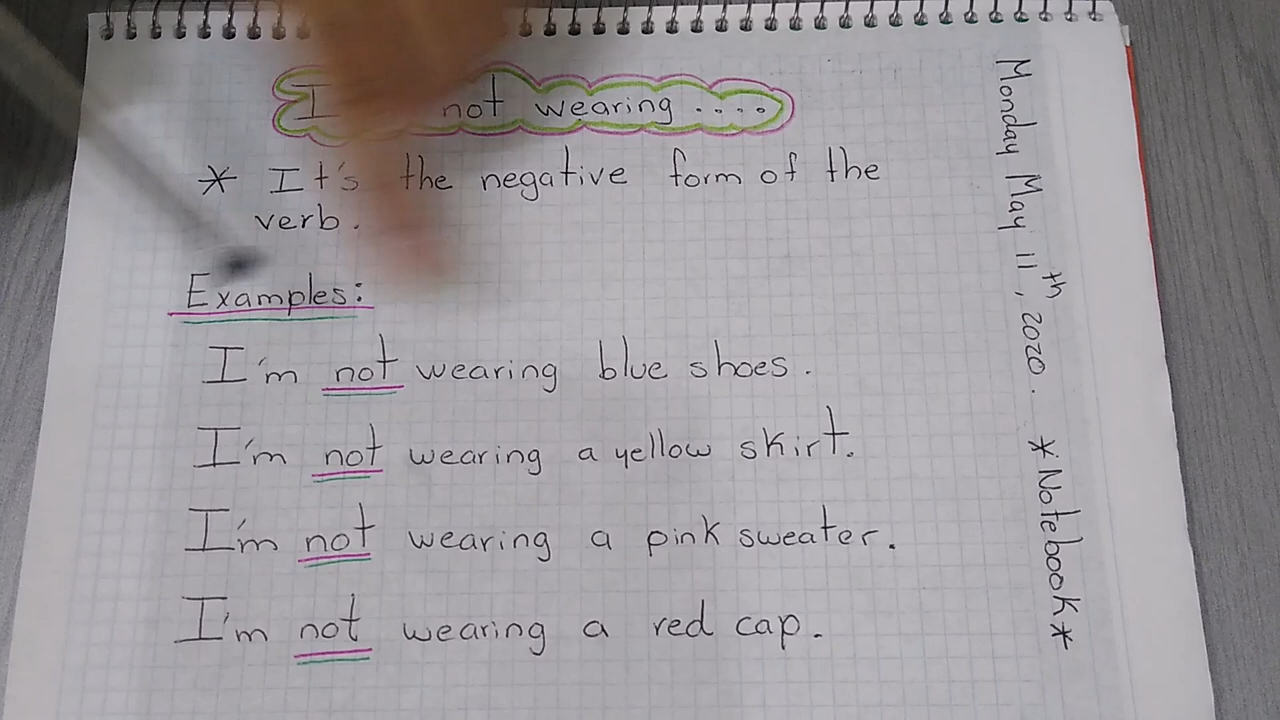 I not wearing ....
* It's the negative form of the
verb.
Examples:
I'm not wearing blue shoes.
I'm not wearing a yellow skirt.
I'm not wearing a pink sweater.
I'm not wearing a red cap.
Monday May 11th, 2020. *Notebook*